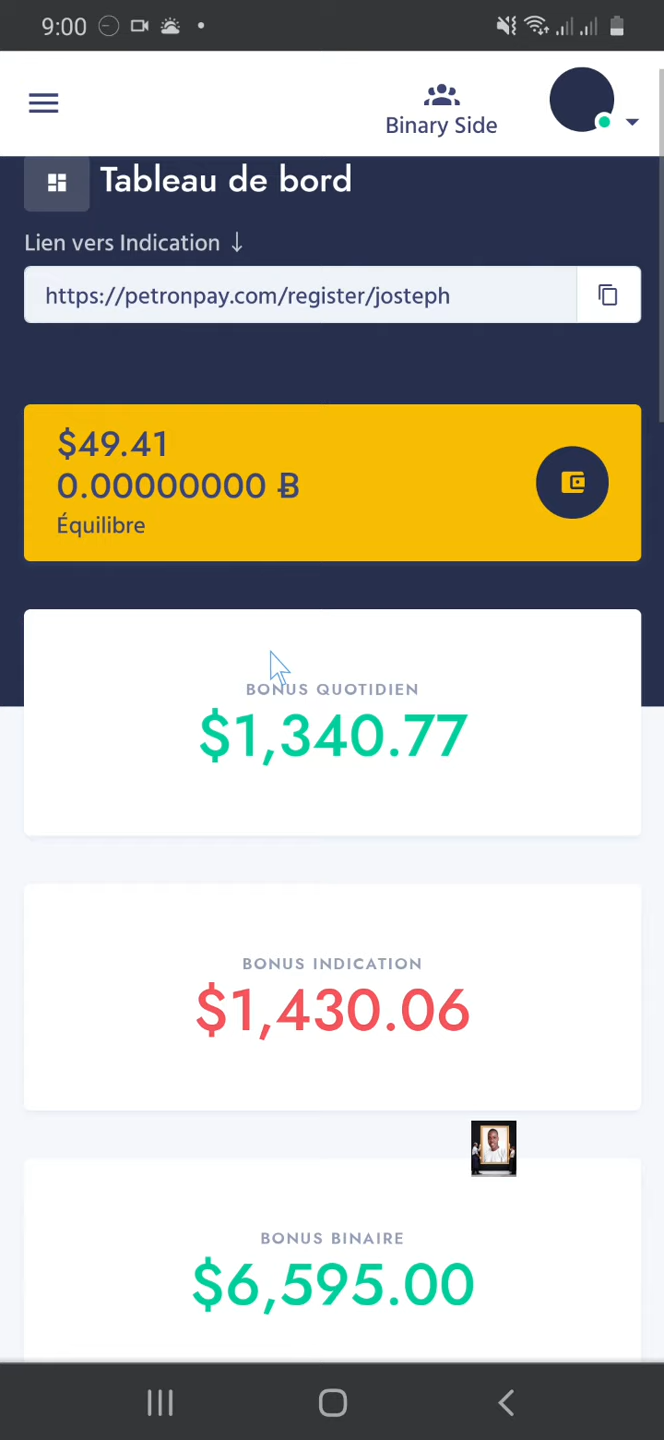 9:00
Binary Side
Tableau de bord
Lien vers Indication ↓
https://petronpay.com/register/josteph
$49.41
0.00000000 Ƀ
Équilibre
BONUS QUOTIDIEN
$1,340.77
BONUS INDICATION
$1,430.06
BONUS BINAIRE
$6,595.00